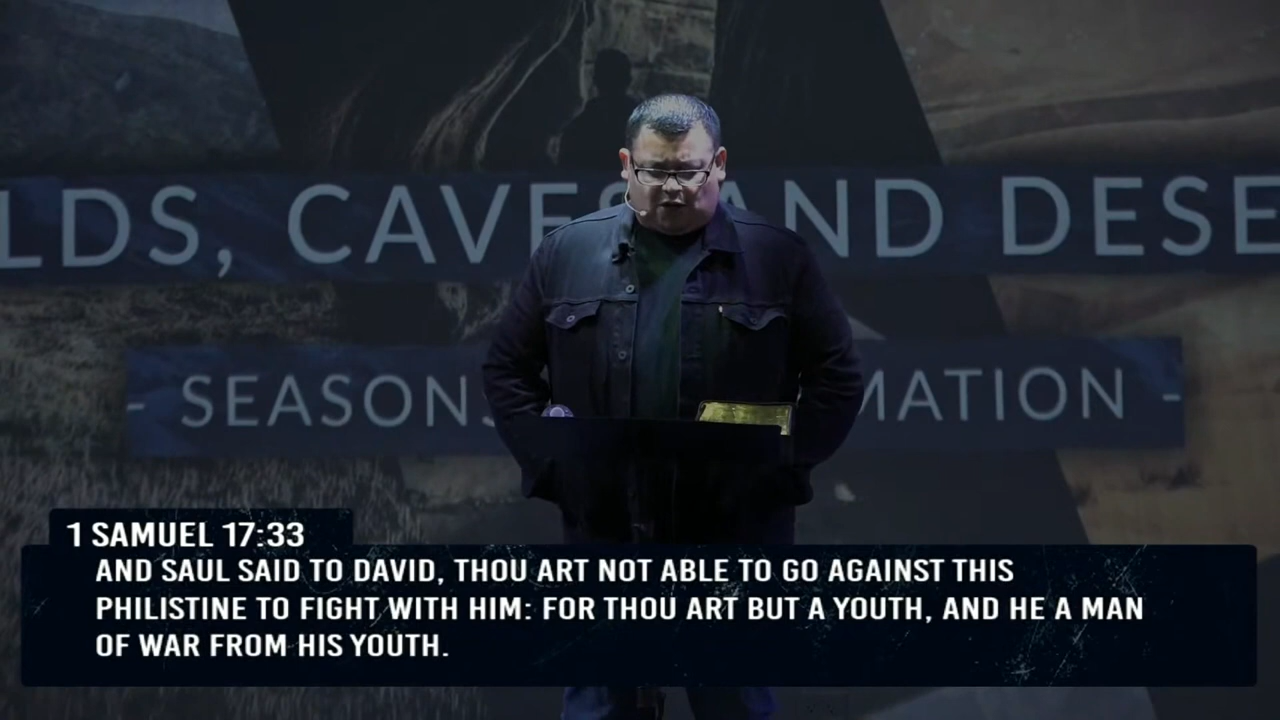 LDS, CAVES AND DESE
- SEASONS MATION -
1 SAMUEL 17:33
AND SAUL SAID TO DAVID, THOU ART NOT ABLE TO GO AGAINST THIS
PHILISTINE TO FIGHT WITH HIM: FOR THOU ART BUT A YOUTH, AND HE A MAN
OF WAR FROM HIS YOUTH.